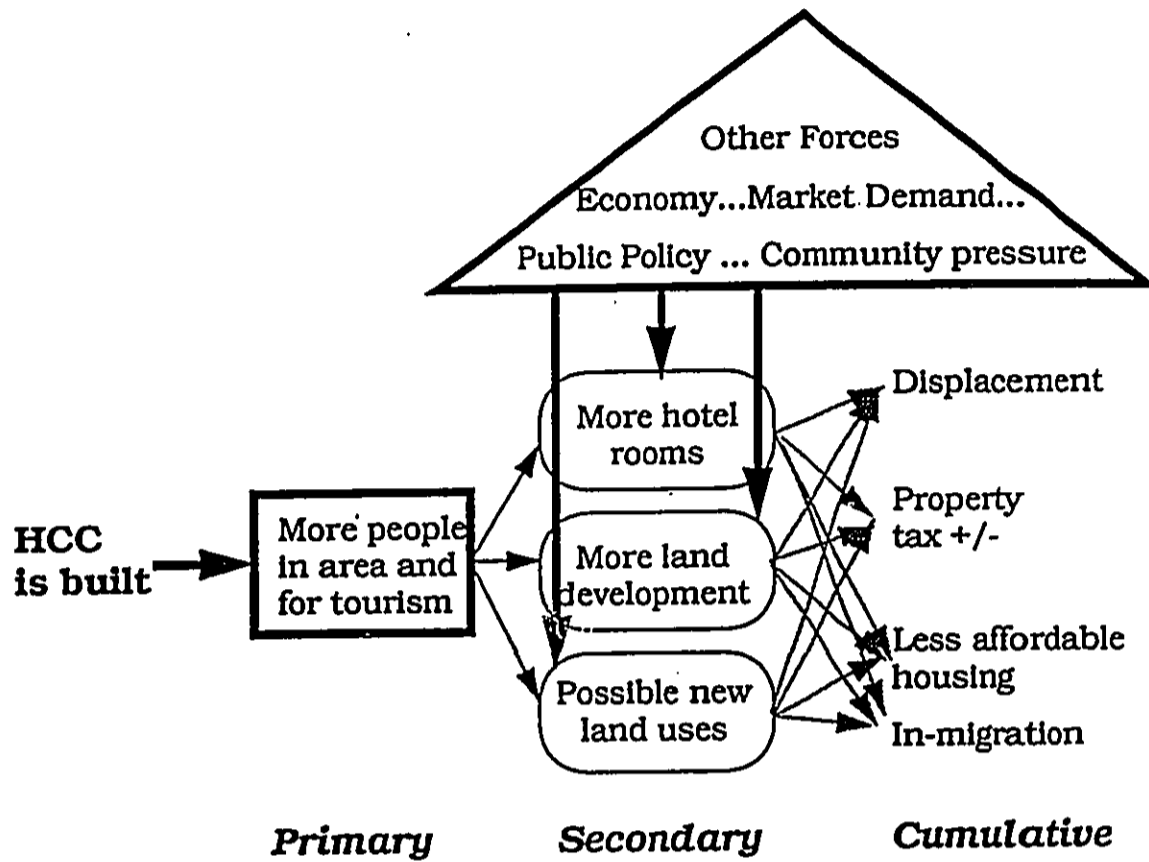 Other Forces
Economy...Market Demand...
Public Policy ... Community pressure
HCC
is built
More people
in area and
for tourism
More hotel
rooms
More land
development
Possible new
land uses
Displacement
Property
tax +/-
Less affordable
housing
In-migration
Primary
Secondary
Cumulative